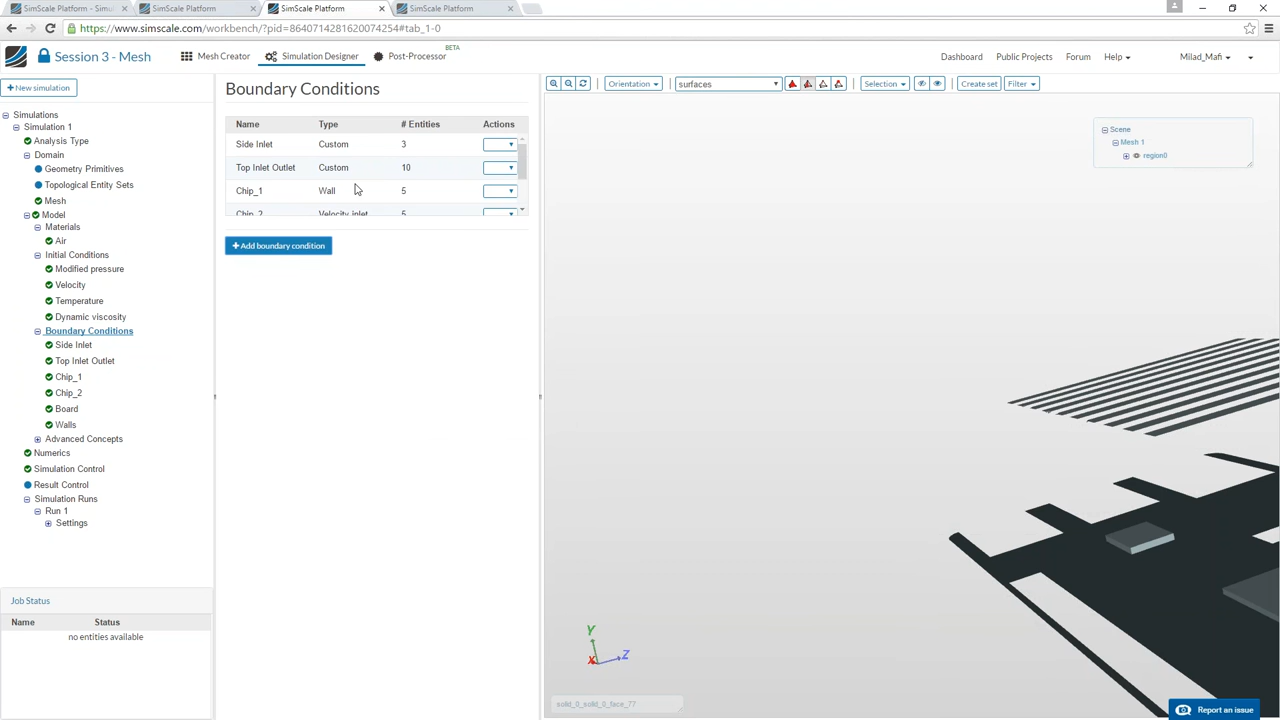 SimScale Platform - Simul
SimScale Platform
SimScale Platform
SimScale Platform
https://www.simscale.com/workbench/?pid=8640714281620074254#tab_1-0
Session 3 - Mesh
Mesh Creator
Simulation Designer
Post-Processor
BETA
Dashboard
Public Projects
Forum
Help
Milad_Mafi
New simulation
Simulations
Simulation 1
Analysis Type
Domain
Geometry Primitives
Topological Entity Sets
Mesh
Model
Materials
Air
Initial Conditions
Modified pressure
Velocity
Temperature
Dynamic viscosity
Boundary Conditions
Side Inlet
Top Inlet Outlet
Chip_1
Chip_2
Board
Walls
Advanced Concepts
Numerics
Simulation Control
Result Control
Simulation Runs
Run 1
Settings
Job Status
Name Status
no entities available
Boundary Conditions
Name Type # Entities Actions
Side Inlet Custom 3
Top Inlet Outlet Custom 10
Chip_1 Wall 5
Chip_2 Velocity inlet 5
+ Add boundary condition
Orientation
surfaces
Selection
Create set
Filter
Scene
Mesh 1
region0
Y
X
Z
solid_0_solid_0_face_77
Report an issue